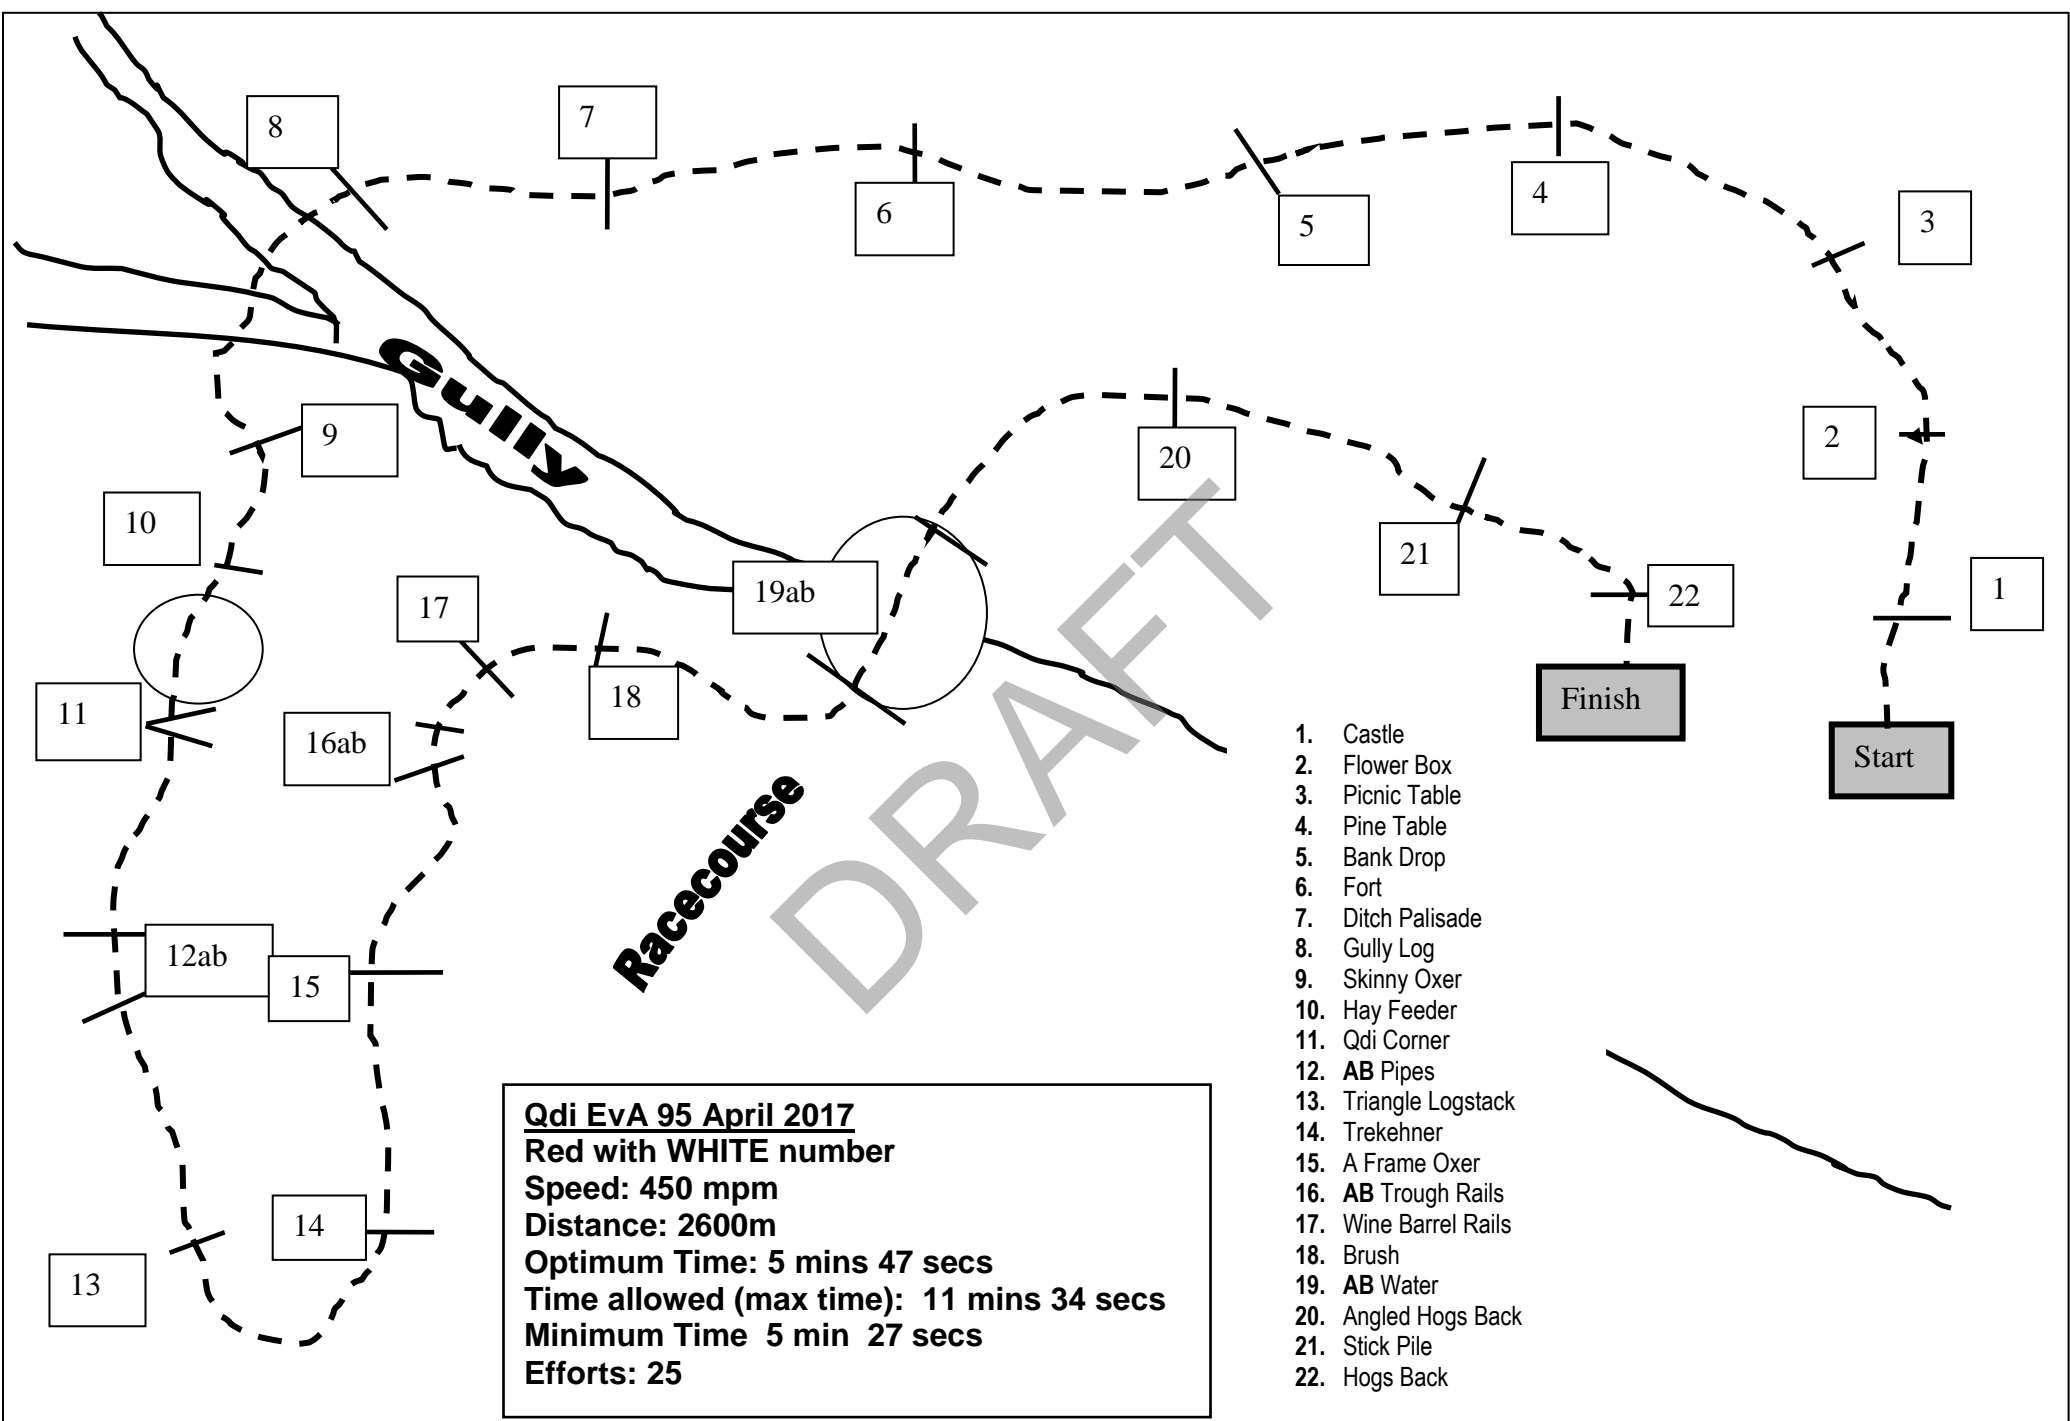 8
7
6
5
4
3
2
1
9
10
11
12ab
13
14
15
16ab
17
18
19ab
20
21
22
Gully
Racecourse
DRAFT
Finish
Start
1. Castle
2. Flower Box
3. Picnic Table
4. Pine Table
5. Bank Drop
6. Fort
7. Ditch Palisade
8. Gully Log
9. Skinny Oxer
10. Hay Feeder
11. Qdi Corner
12. AB Pipes
13. Triangle Logstack
14. Trekehner
15. A Frame Oxer
16. AB Trough Rails
17. Wine Barrel Rails
18. Brush
19. AB Water
20. Angled Hogs Back
21. Stick Pile
22. Hogs Back
Qdi EvA 95 April 2017
Red with WHITE number
Speed: 450 mpm
Distance: 2600m
Optimum Time: 5 mins 47 secs
Time allowed (max time): 11 mins 34 secs
Minimum Time 5 min 27 secs
Efforts: 25